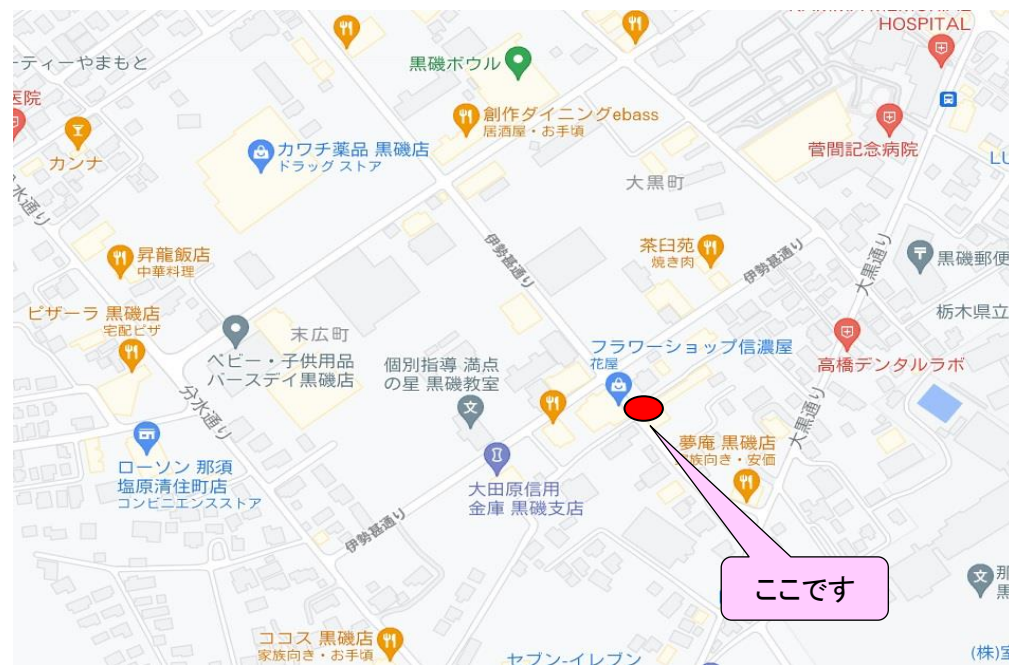 HOSPITAL
ティーやまもと
黒磯ボウル
医院
創作ダイニングebass
居酒屋・お手頃
カワチ薬品 黒磯店
ドラッグ ストア
カンナ
菅間記念病院
LU
大黒町
分水通り
伊勢甚通り
茶臼苑
焼き肉
伊勢甚通り
大黒通り
黒磯郵便
昇龍飯店
中華料理
ピザーラ 黒磯店
宅配ピザ
栃木県立
末広町
フラワーショップ信濃屋
花屋
ベビー・子供用品
バースデイ黒磯店
個別指導 満点
の星 黒磯教室
高橋デンタルラボ
分水通り
大黒通り
夢庵 黒磯店
家族向き・安価
ローソン 那須
塩原清住町店
コンビニエンスストア
大田原信用
金庫 黒磯支店
伊勢甚通り
ここです
那
黒
ココス 黒磯店
家族向き・お手頃
セブン-イレブン
(株)宝